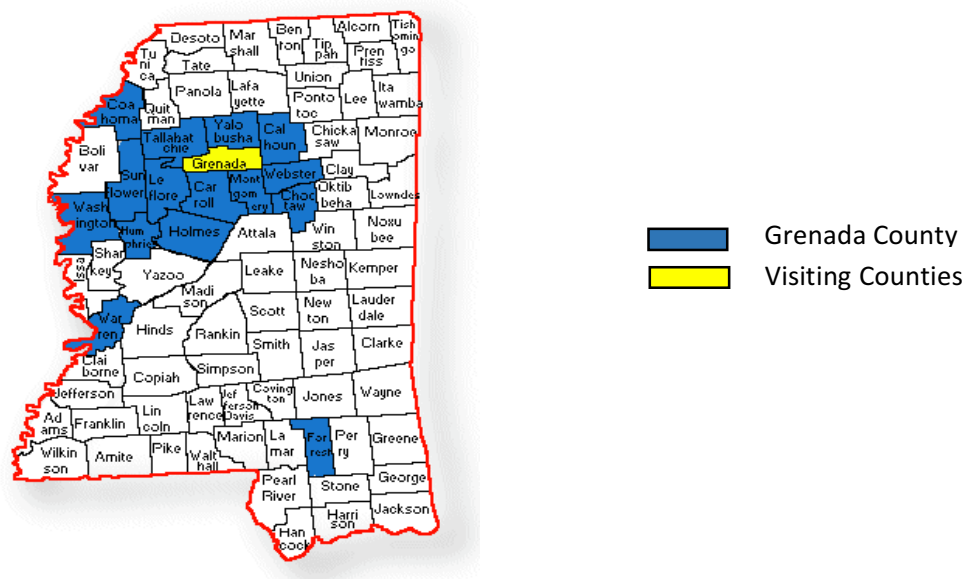 Desoto
Mar
shall
Ben
ton
Tip
pah
Alcorn
Tish
omin
go
Pren
tiss
Tu
ni
ca
Tate
Union
Panola
Lafa
yette
Ponto
toc
Lee
Ita
wamba
Coa
homa
Quit
man
Yalo
busha
Cal
houn
Chicka
saw
Monroe
Tallahat
chie
Boli
var
Grenada
Clay
Sun
flower
Le
flore
Car
roll
Mont
gom
ery
Webster
Choc
taw
Oktib
beha
Lowndes
Wash
ington
Hum
phries
Holmes
Attala
Win
ston
Noxu
bee
Shar
key
Issa
Yazoo
Leake
Nesho
ba
Kemper
Madi
son
Scott
New
ton
Lauder
dale
War
ren
Hinds
Rankin
Smith
Jas
per
Clarke
Clai
borne
Copiah
Simpson
Jefferson
Law
rence
Jef
ferson
Davis
Coving
ton
Jones
Wayne
Ad
ams
Franklin
Lin
coln
Marion
La
mar
For
rest
Per
ry
Greene
Wilkin
son
Amite
Pike
Walt
hall
Pearl
River
Stone
George
Han
cock
Harri
son
Jackson
Grenada County
Visiting Counties